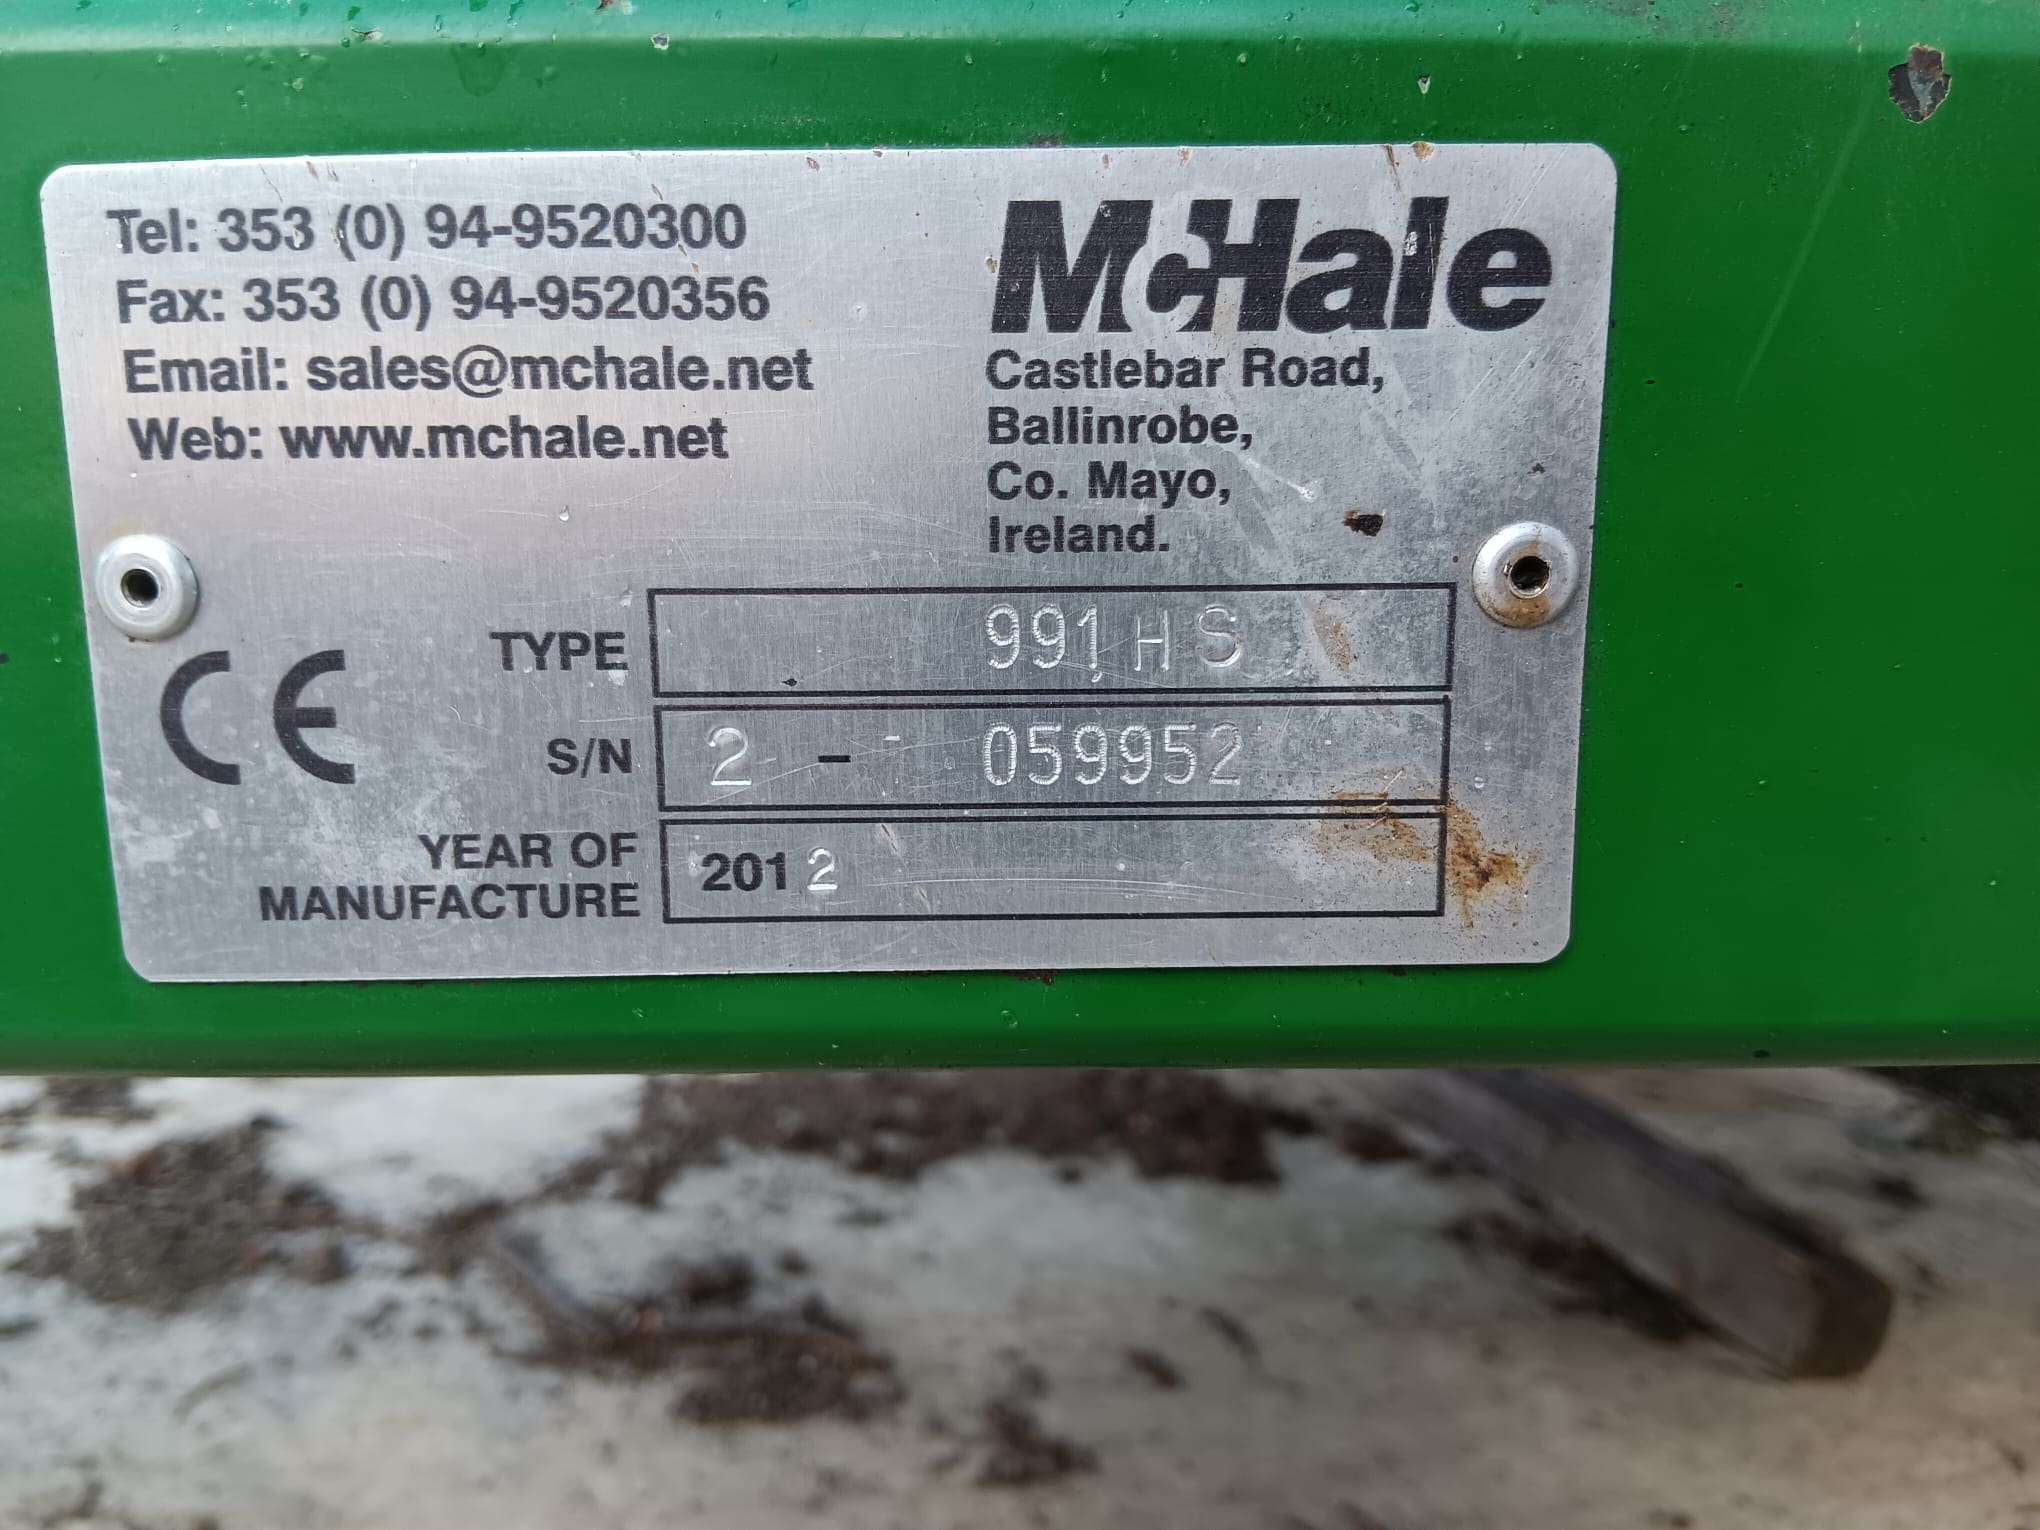 Tel: 353 (0) 94-9520300
Fax: 353 (0) 94-9520356
Email: sales@mchale.net
Web: www.mchale.net
McHale
Castlebar Road,
Ballinrobe,
Co. Mayo,
Ireland.
CE
TYPE 991 HS
S/N 2 - 059952
YEAR OF
MANUFACTURE 2012